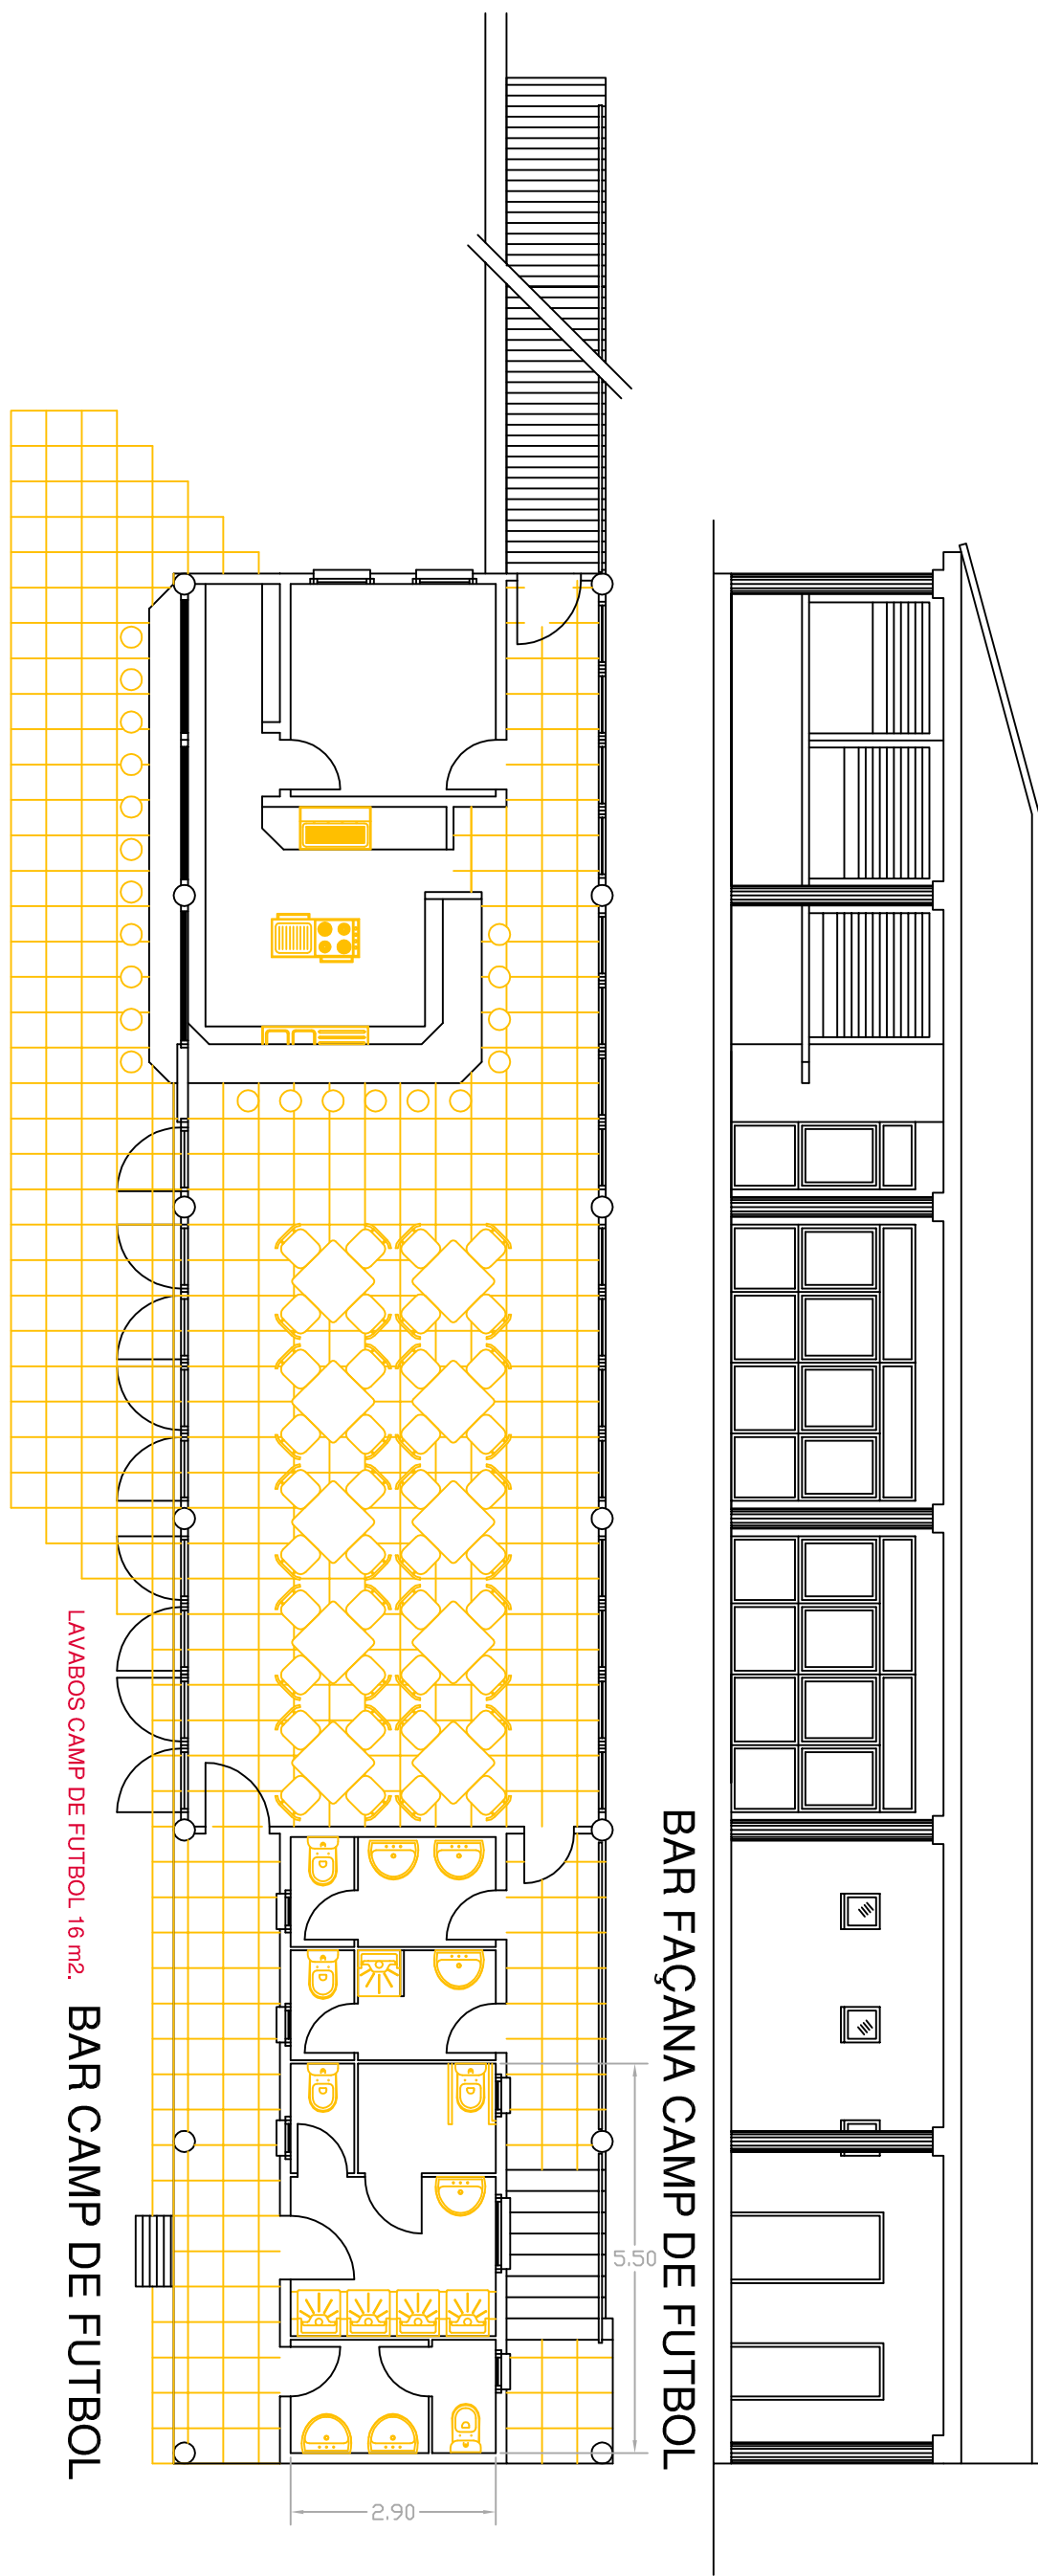 BAR FAÇANA CAMP DE FUTBOL
5.50
LAVABOS CAMP DE FUTBOL 16 m2.
BAR CAMP DE FUTBOL
2.90